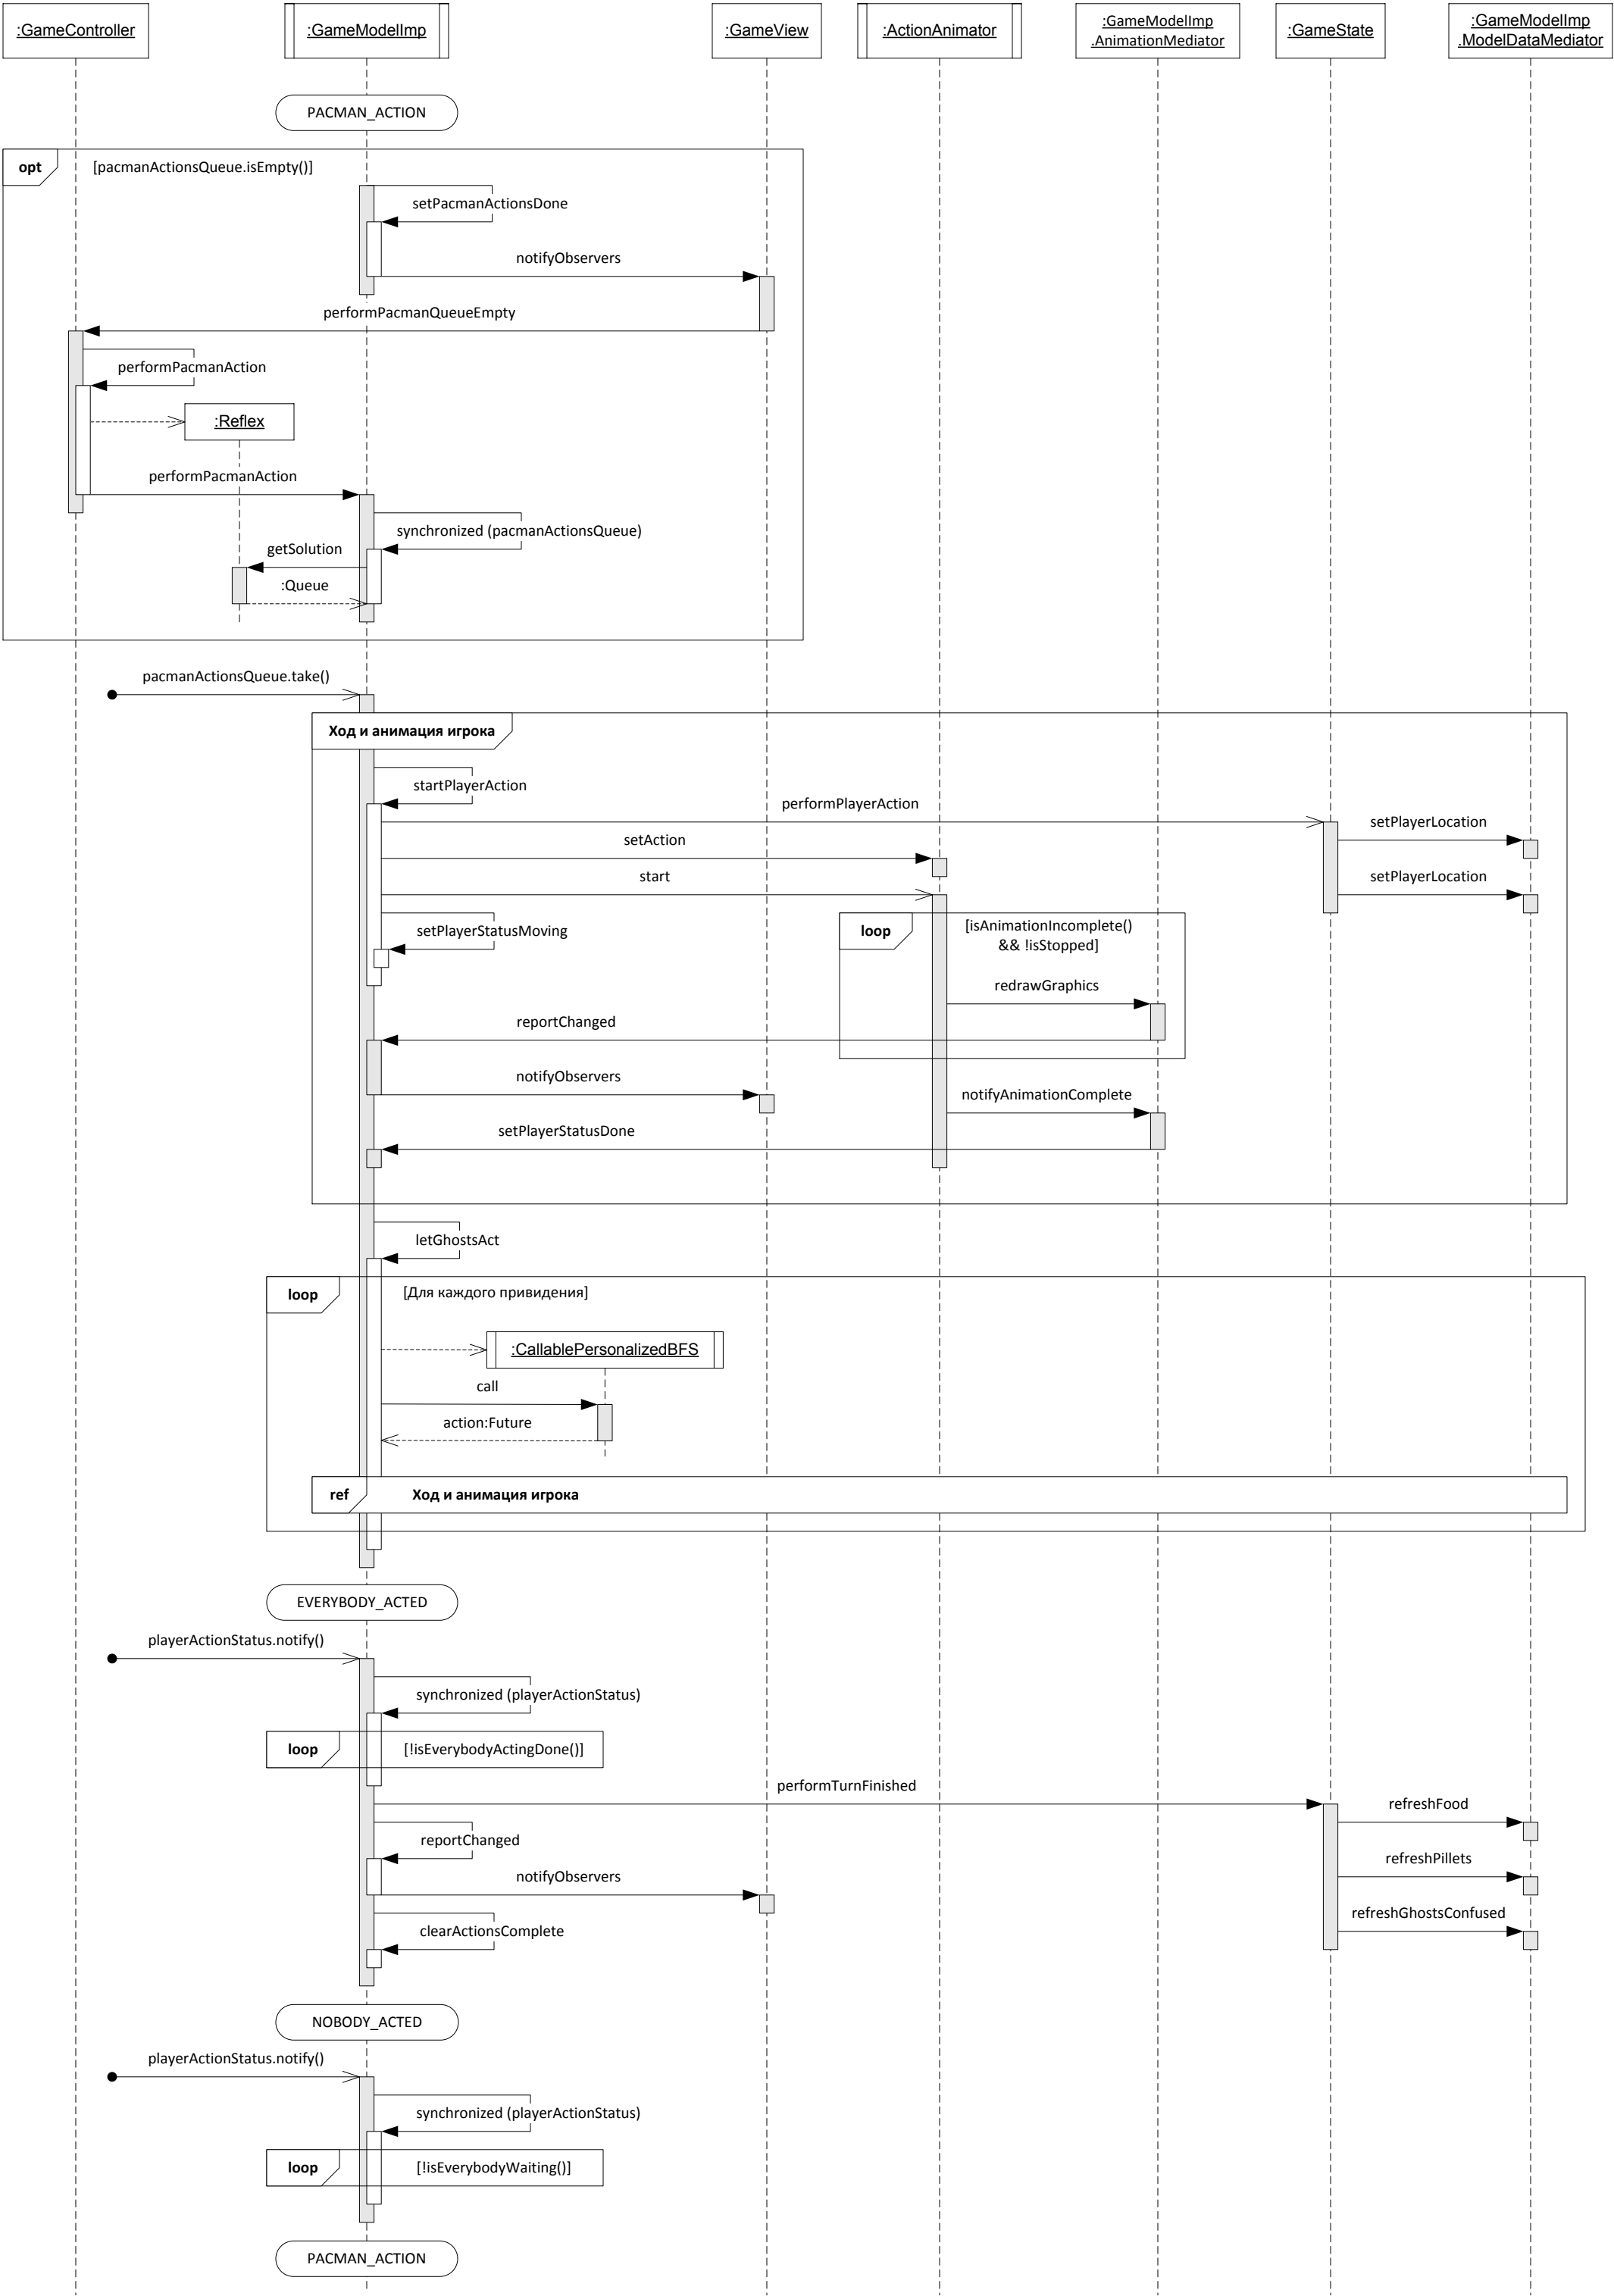 :GameController
:GameModelImp
:GameView
:ActionAnimator
:GameModelImp
.AnimationMediator
:GameState
:GameModelImp
.ModelDataMediator
PACMAN_ACTION
opt
[pacmanActionsQueue.isEmpty()]
setPacmanActionsDone
notifyObservers
performPacmanQueueEmpty
performPacmanAction
:Reflex
performPacmanAction
synchronized (pacmanActionsQueue)
getSolution
:Queue
pacmanActionsQueue.take()
Ход и анимация игрока
startPlayerAction
performPlayerAction
setPlayerLocation
setAction
start
setPlayerLocation
setPlayerStatusMoving
loop
[isAnimationIncomplete()
&& !isStopped]
redrawGraphics
reportChanged
notifyObservers
notifyAnimationComplete
setPlayerStatusDone
letGhostsAct
loop
[Для каждого привидения]
:CallablePersonalizedBFS
call
action:Future
ref
Ход и анимация игрока
EVERYBODY_ACTED
playerActionStatus.notify()
synchronized (playerActionStatus)
loop
[!isEverybodyActingDone()]
performTurnFinished
refreshFood
reportChanged
refreshPillets
notifyObservers
refreshGhostsConfused
clearActionsComplete
NOBODY_ACTED
playerActionStatus.notify()
synchronized (playerActionStatus)
loop
[!isEverybodyWaiting()]
PACMAN_ACTION